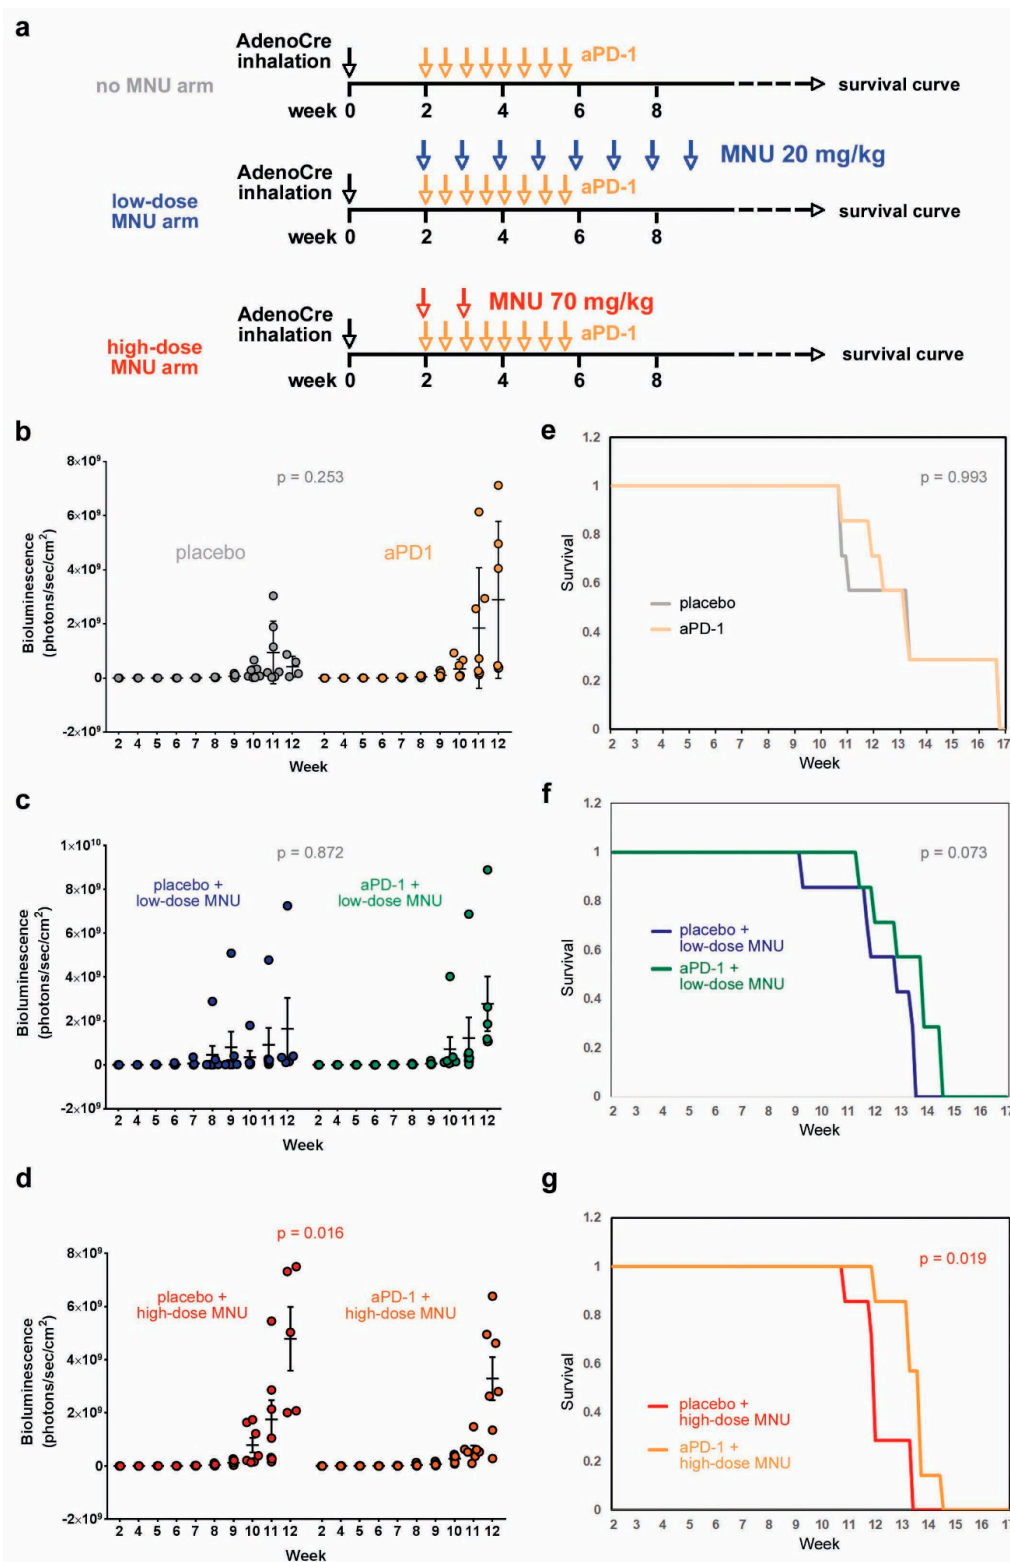 a
no MNU arm
AdenoCre
inhalation
aPD-1
survival curve
week 0 2 4 6 8
low-dose
MNU arm
MNU 20 mg/kg
AdenoCre
inhalation
aPD-1
survival curve
week 0 2 4 6 8
high-dose
MNU arm
MNU 70 mg/kg
AdenoCre
inhalation
aPD-1
survival curve
week 0 2 4 6 8
b
Bioluminescence
(photons/sec/cm²)
8×10⁹
6×10⁹
4×10⁹
2×10⁹
0
-2×10⁹
p = 0.253
placebo
aPD1
2 4 5 6 7 8 9 10 11 12 2 4 5 6 7 8 9 10 11 12
Week
e
Survival
1.2
1
0.8
0.6
0.4
0.2
0
p = 0.993
placebo
aPD-1
2 3 5 6 7 8 9 10 11 12 13 14 15 16 17
Week
c
Bioluminescence
(photons/sec/cm²)
1×10¹⁰
8×10⁹
6×10⁹
4×10⁹
2×10⁹
0
-2×10⁹
p = 0.872
placebo +
low-dose MNU
aPD-1 +
low-dose MNU
2 4 5 6 7 8 9 10 11 12 2 4 5 6 7 8 9 10 11 12
Week
f
Survival
1.2
1
0.8
0.6
0.4
0.2
0
p = 0.073
placebo +
low-dose MNU
aPD-1 +
low-dose MNU
2 3 5 6 7 8 9 10 11 12 13 14 15 16 17
Week
d
Bioluminescence
(photons/sec/cm²)
8×10⁹
6×10⁹
4×10⁹
2×10⁹
0
-2×10⁹
p = 0.016
placebo +
high-dose MNU
aPD-1 +
high-dose MNU
2 4 5 6 7 8 9 10 11 12 2 4 5 6 7 8 9 10 11 12
Week
g
Survival
1.2
1
0.8
0.6
0.4
0.2
0
p = 0.019
placebo +
high-dose MNU
aPD-1 +
high-dose MNU
2 3 5 6 7 8 9 10 11 12 13 14 15 16 17
Week